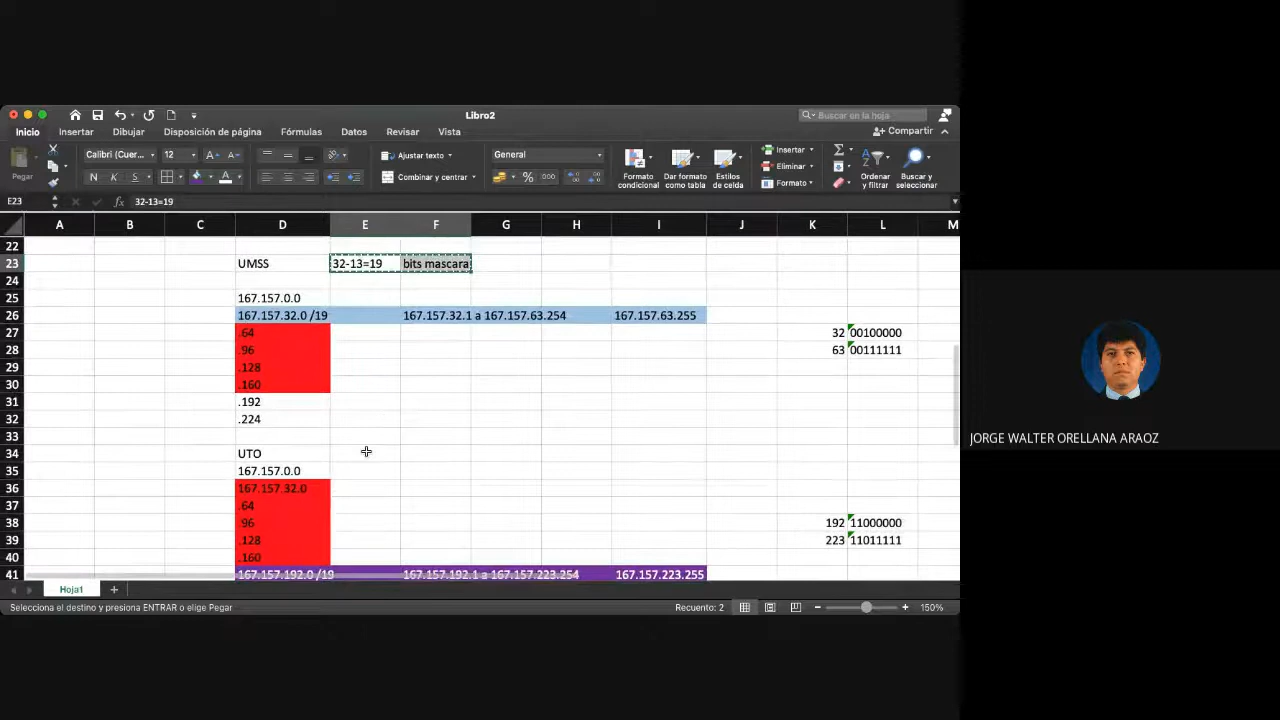 Libro2
Buscar en la hoja
Inicio Insertar Dibujar Disposición de página Fórmulas Datos Revisar Vista
Compartir
Pegar
Calibri (Cuer... 12 A A
N K S A
Ajustar texto
Combinar y centrar
General
% 000
Formato condicional
Dar formato como tabla
Estilos de celda
Insertar
Eliminar
Formato
Ordenar y filtrar
Buscar y seleccionar
E23 fx 32-13=19
A B C D E F G H I J K L M
22
23 UMSS 32-13=19 bits mascara
24
25 167.157.0.0
26 167.157.32.0 /19 167.157.32.1 a 167.157.63.254 167.157.63.255
27 .64 32 00100000
28 .96 63 00111111
29 .128
30 .160
31 .192
32 .224
33
34 UTO
35 167.157.0.0
36 167.157.32.0
37 .64
38 .96 192 11000000
39 .128 223 11011111
40 .160
41 167.157.192.0 /19 167.157.192.1 a 167.157.223.254 167.157.223.255
Hoja1
Selecciona el destino y presiona ENTRAR o elige Pegar
Recuento: 2
150%
JORGE WALTER ORELLANA ARAOZ